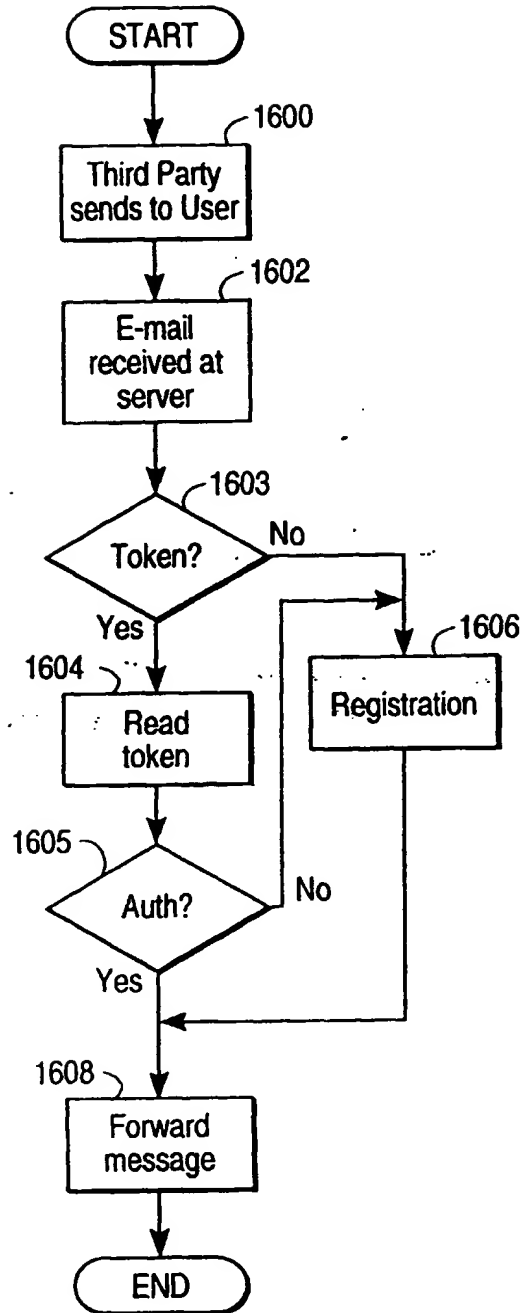 START
1600
Third Party
sends to User
1602
E-mail
received at
server
1603
Token?
No
Yes
1604
Read
token
1606
Registration
1605
Auth?
No
Yes
1608
Forward
message
END